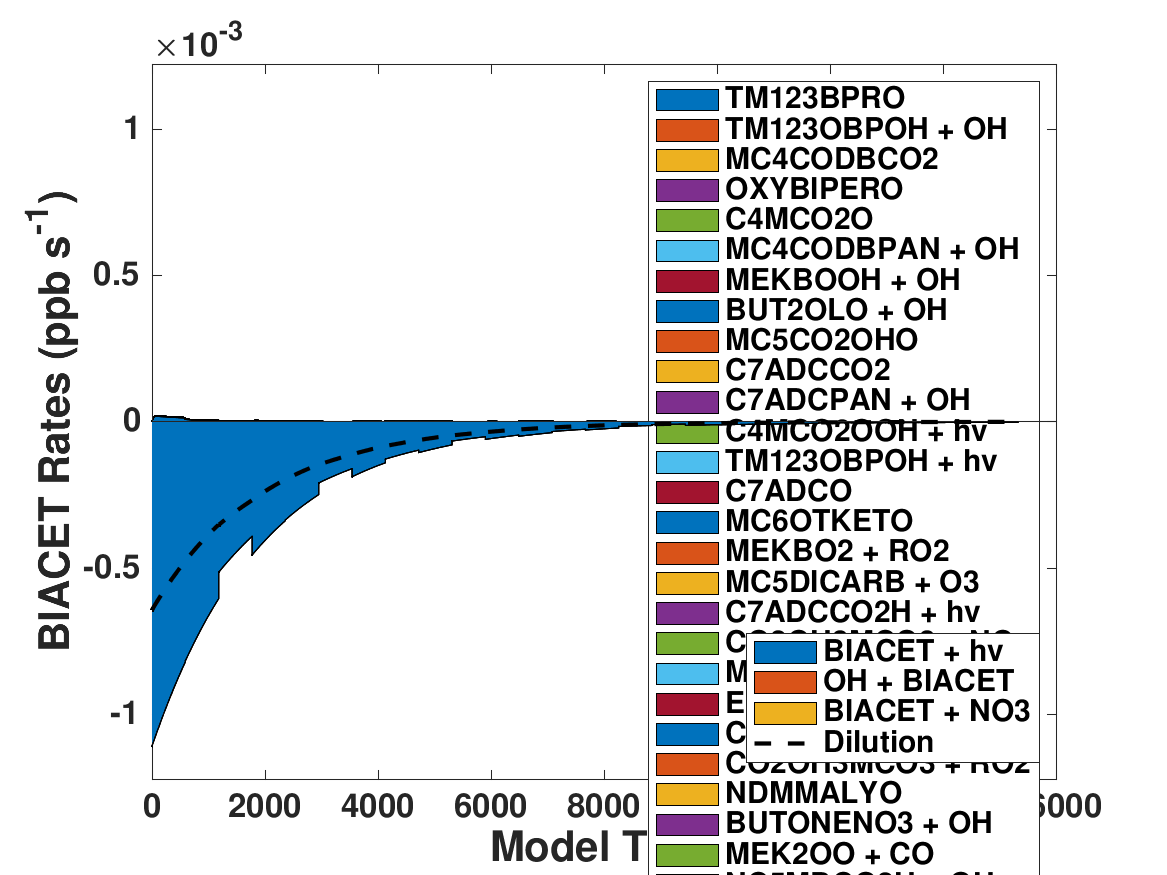 ×10-3
1
0.5
0
-0.5
-1
BIACET Rates (ppb s-1)
0 2000 4000 6000 8000 6000
Model T
TM123BPRO
TM123OBPOH + OH
MC4CODBCO2
OXYBIPERO
C4MCO2O
MC4CODBPAN + OH
MEKBOOH + OH
BUT2OLO + OH
MC5CO2OHO
C7ADCCO2
C7ADCPAN + OH
C4MCO2OOH + hv
TM123OBPOH + hv
C7ADCO
MC6OTKETO
MEKBO2 + RO2
MC5DICARB + O3
C7ADCCO2H + hv
M
E
C
CO2OH3MCO3 + RO2
NDMMALYO
BUTONENO3 + OH
MEK2OO + CO
BIACET + hv
OH + BIACET
BIACET + NO3
Dilution